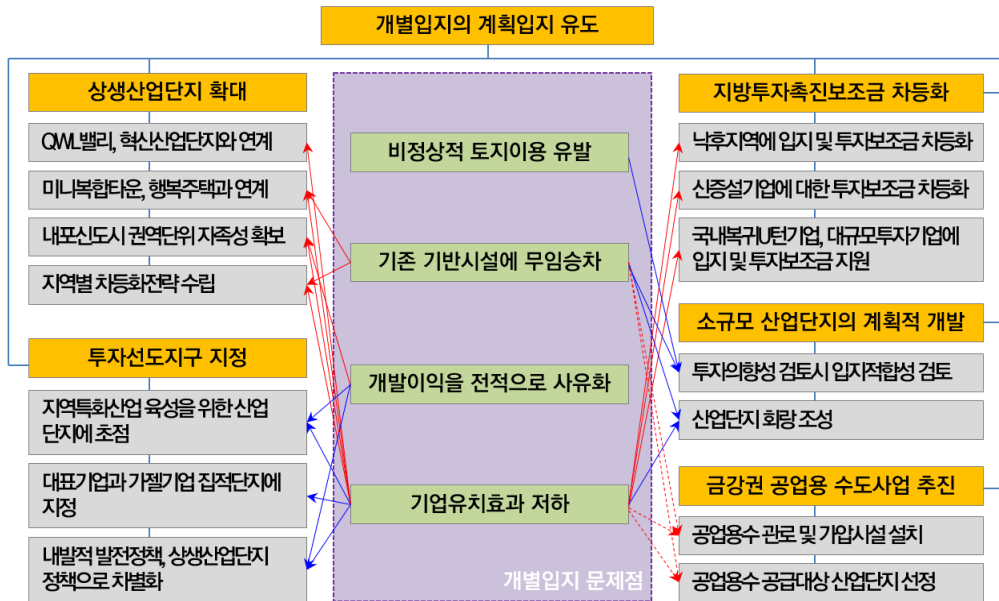 개별입지의 계획입지 유도
상생산업단지 확대
QWL밸리, 혁신산업단지와 연계
미니복합타운, 행복주택과 연계
내포신도시 권역단위 자족성 확보
지역별 차등화전략 수립
투자선도지구 지정
지역특화산업 육성을 위한 산업
단지에 초점
대표기업과 가젤기업 집적단지에
지정
내발적 발전정책, 상생산업단지
정책으로 차별화
비정상적 토지이용 유발
기존 기반시설에 무임승차
개발이익을 전적으로 사유화
기업유치효과 저하
개별입지 문제점
지방투자촉진보조금 차등화
낙후지역에 입지 및 투자보조금 차등화
신증설기업에 대한 투자보조금 차등화
국내복귀U턴기업, 대규모투자기업에
입지 및 투자보조금 지원
소규모 산업단지의 계획적 개발
투자의향성 검토시 입지적합성 검토
산업단지 회랑 조성
금강권 공업용 수도사업 추진
공업용수 관로 및 가압시설 설치
공업용수 공급대상 산업단지 선정